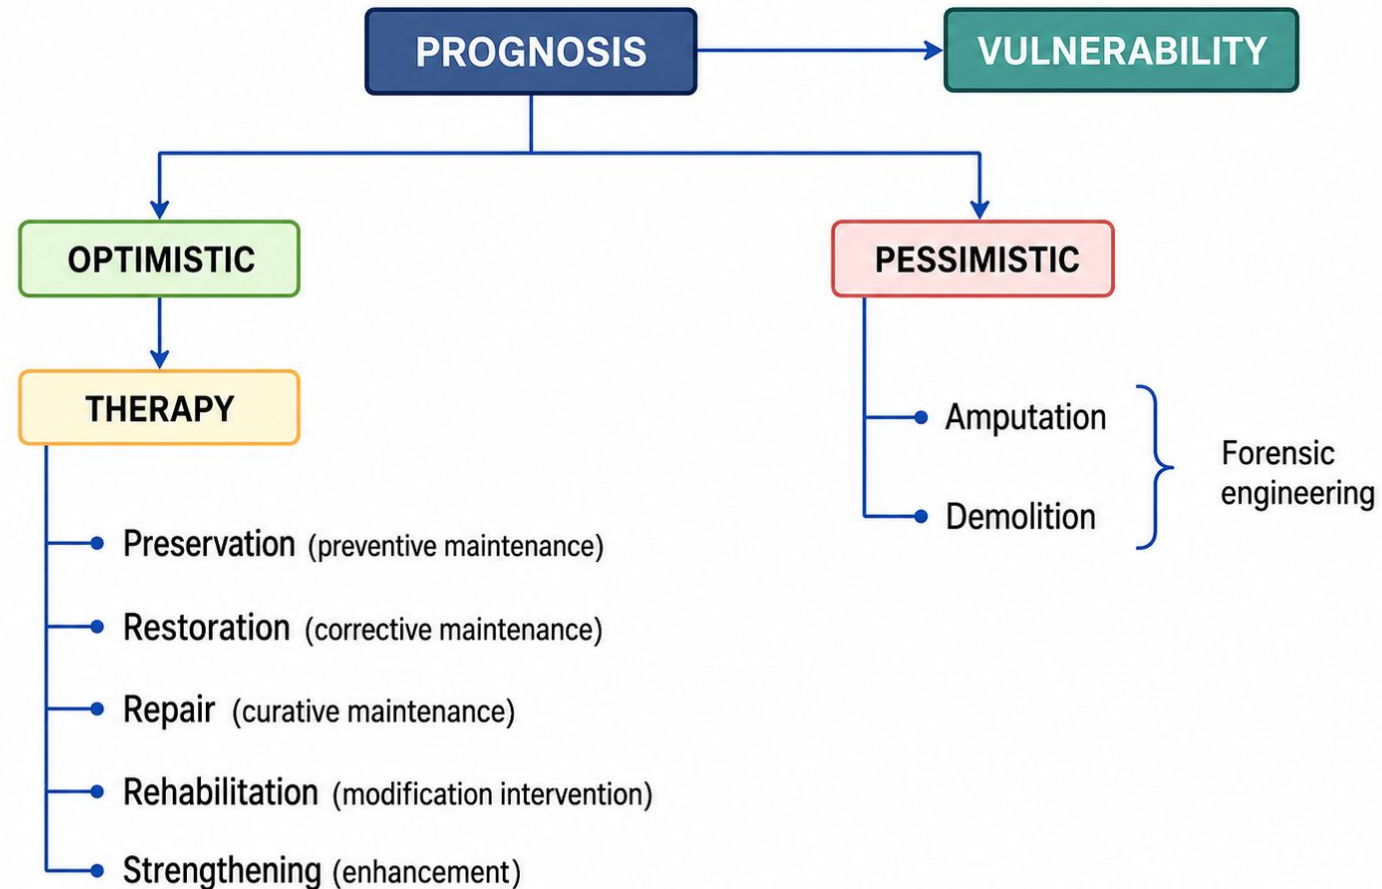 PROGNOSIS
VULNERABILITY
OPTIMISTIC
PESSIMISTIC
THERAPY
Amputation
Demolition
Forensic
engineering
Preservation (preventive maintenance)
Restoration (corrective maintenance)
Repair (curative maintenance)
Rehabilitation (modification intervention)
Strengthening (enhancement)